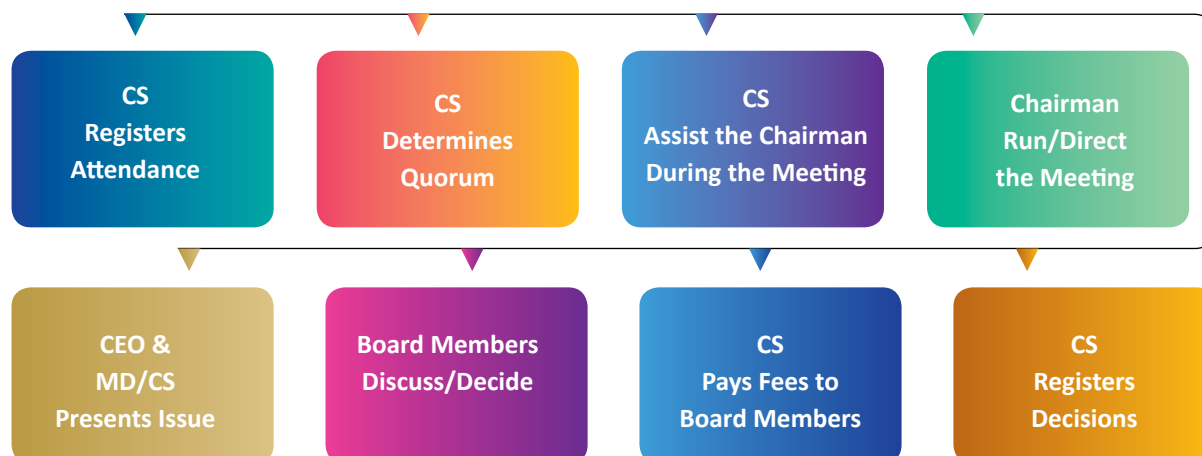 CS
Registers
Attendance
CS
Determines
Quorum
CS
Assist the Chairman
During the Meeting
Chairman
Run/Direct
the Meeting
CEO &
MD/CS
Presents Issue
Board Members
Discuss/Decide
CS
Pays Fees to
Board Members
CS
Registers
Decisions